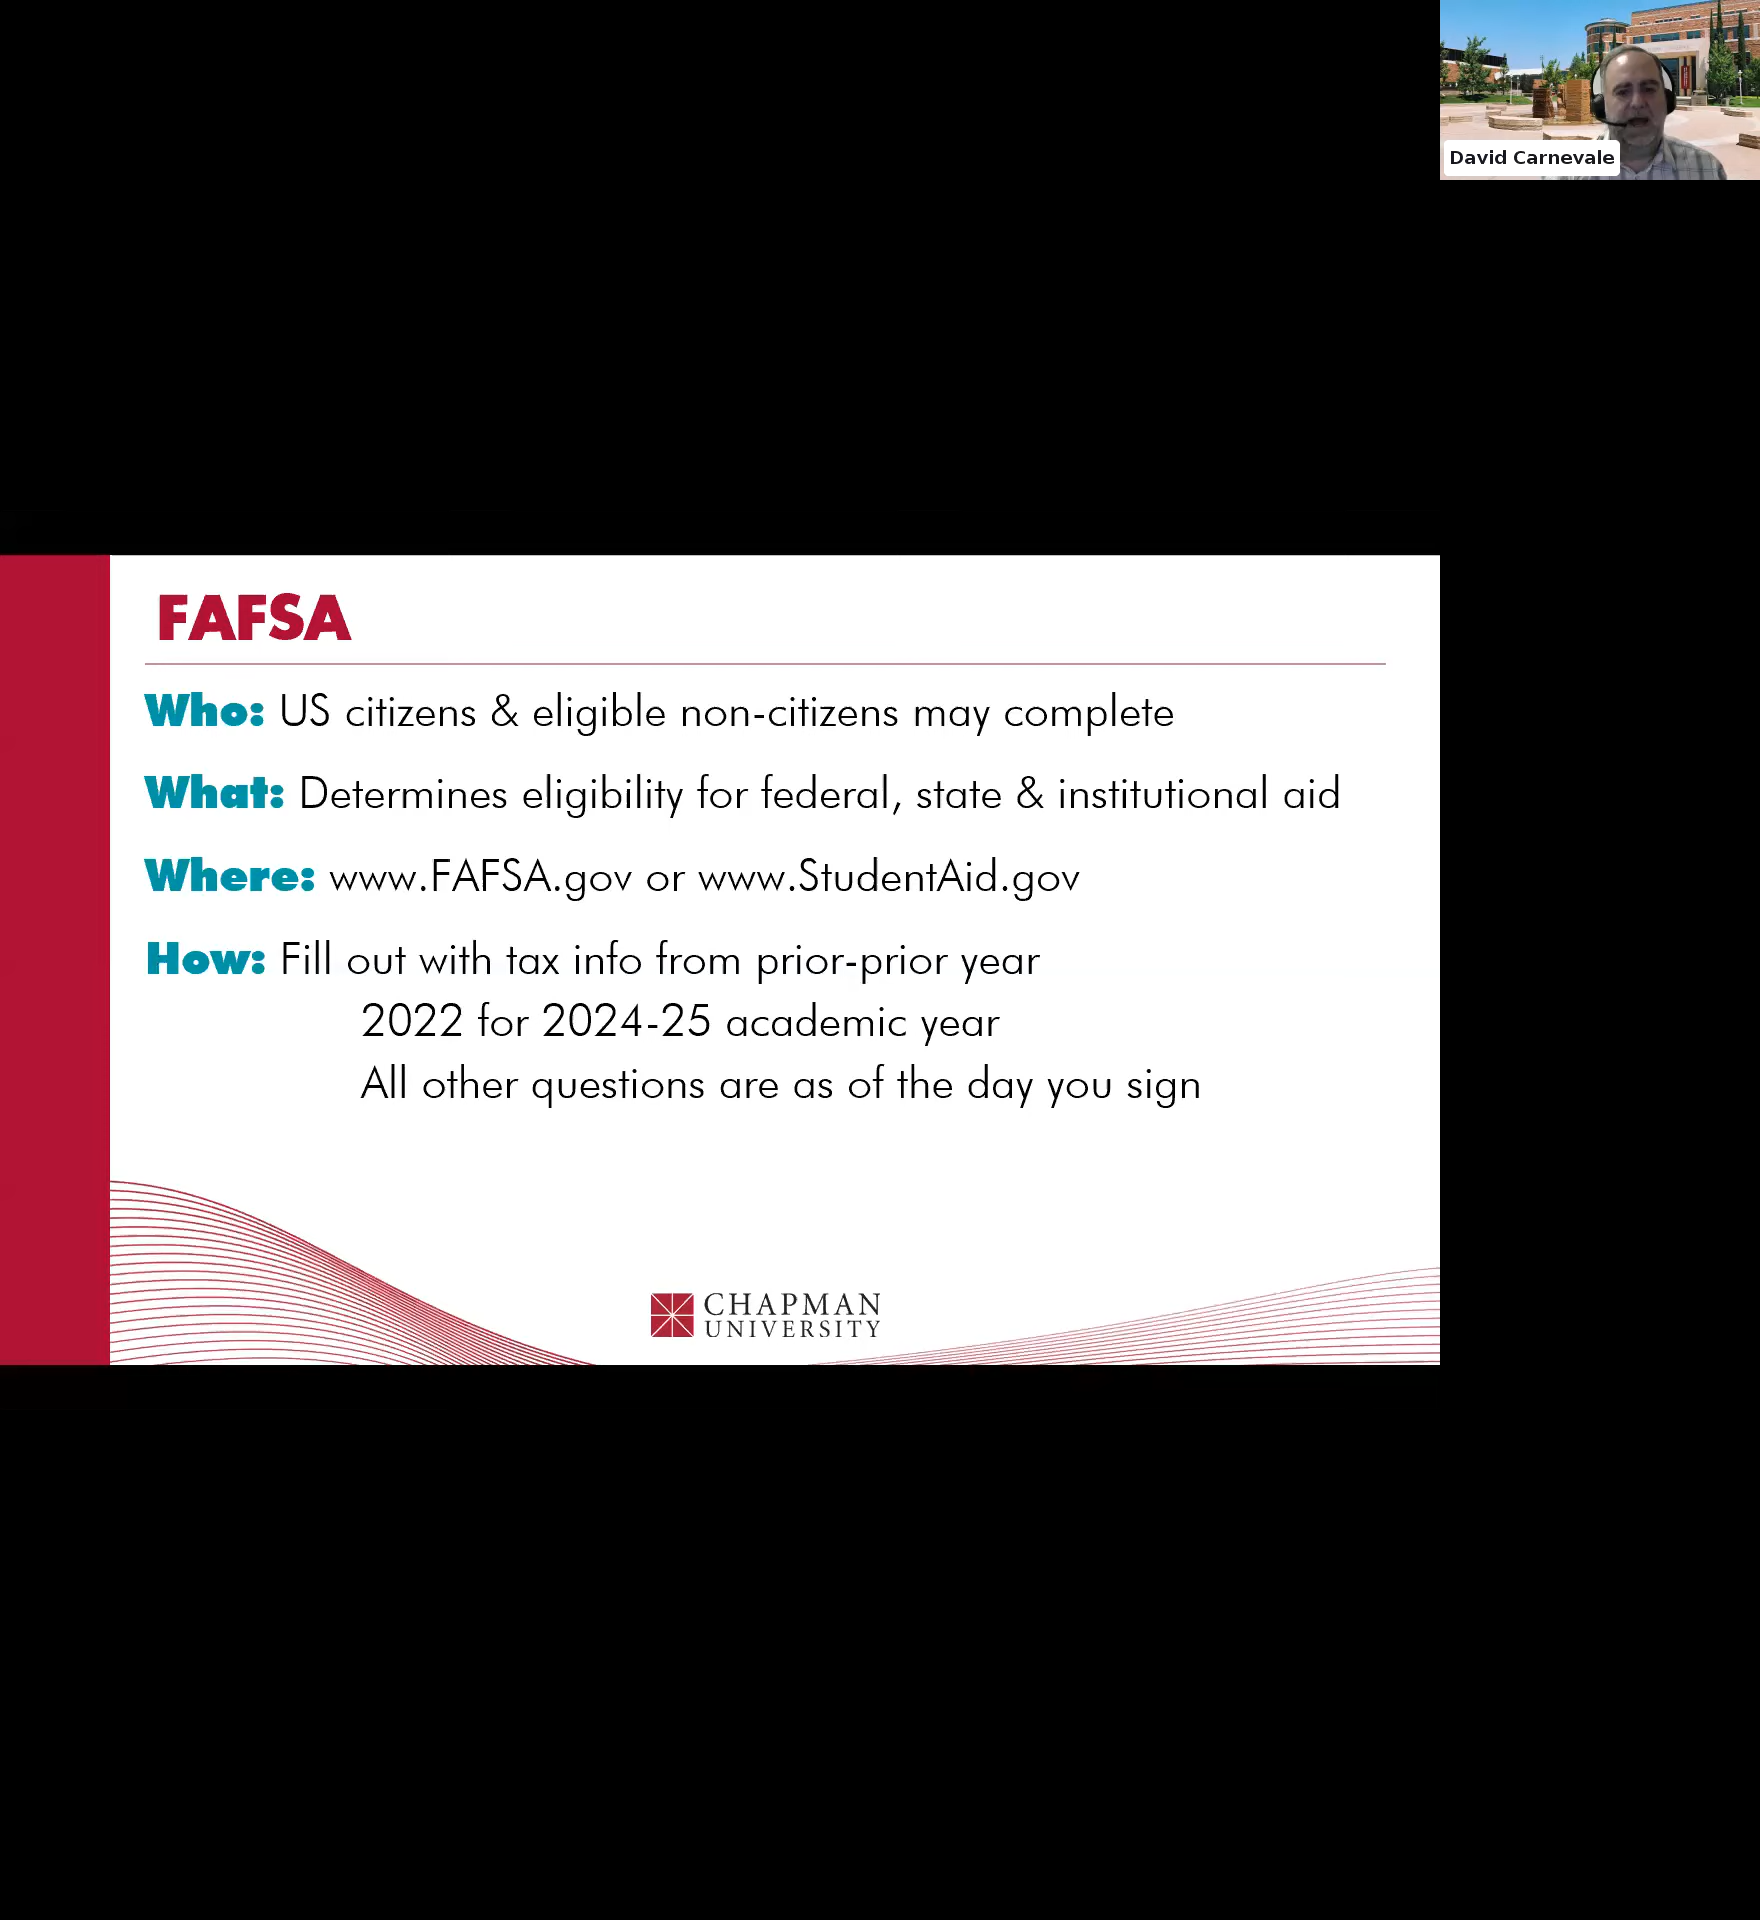 David Carnevale
FAFSA
Who: US citizens & eligible non-citizens may complete
What: Determines eligibility for federal, state & institutional aid
Where: www.FAFSA.gov or www.StudentAid.gov
How: Fill out with tax info from prior-prior year
2022 for 2024-25 academic year
All other questions are as of the day you sign
CHAPMAN
UNIVERSITY